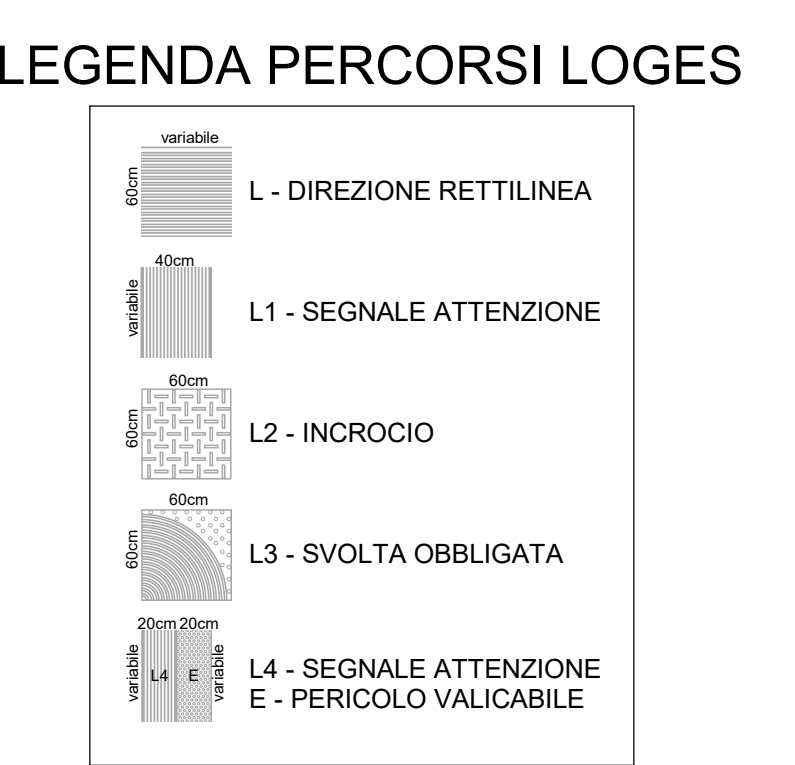 LEGENDA PERCORSI LOGES
variabile
60cm
L - DIREZIONE RETTILINEA
40cm
variabile
L1 - SEGNALE ATTENZIONE
60cm
60cm
L2 - INCROCIO
60cm
60cm
L3 - SVOLTA OBBLIGATA
20cm 20cm
variabile
L4
E
variabile
L4 - SEGNALE ATTENZIONE
E - PERICOLO VALICABILE